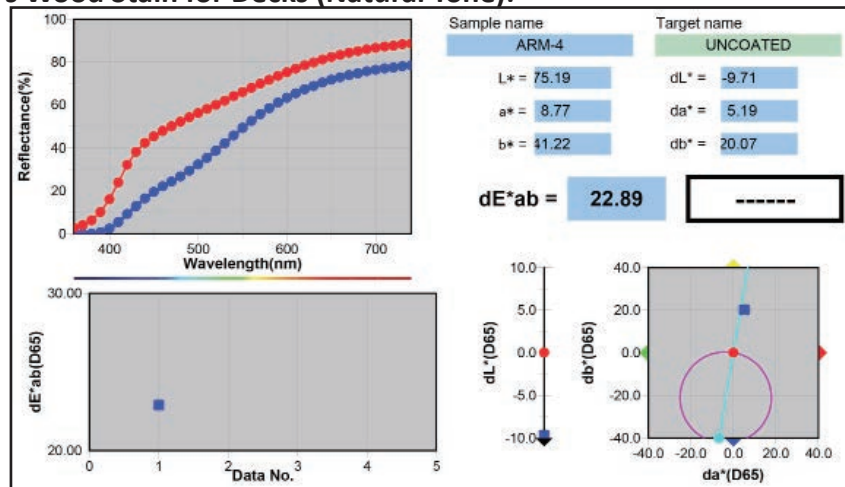 Wood Stain for Decks (Natural Tone).
Sample name
Target name
ARM-4
UNCOATED
L* = 75.19
dL* = -9.71
a* = 8.77
da* = 5.19
b* = 41.22
db* = 20.07
dE*ab = 22.89
------
Reflectance(%)
100
80
60
40
20
0
400
500
600
700
Wavelength(nm)
dE*ab(D65)
30.00
20.00
0
1
2
3
4
5
Data No.
dL*(D65)
10.0
5.0
0.0
-5.0
-10.0
db*(D65)
40.0
20.0
0.0
-20.0
-40.0
-40.0
-20.0
0.0
20.0
40.0
da*(D65)